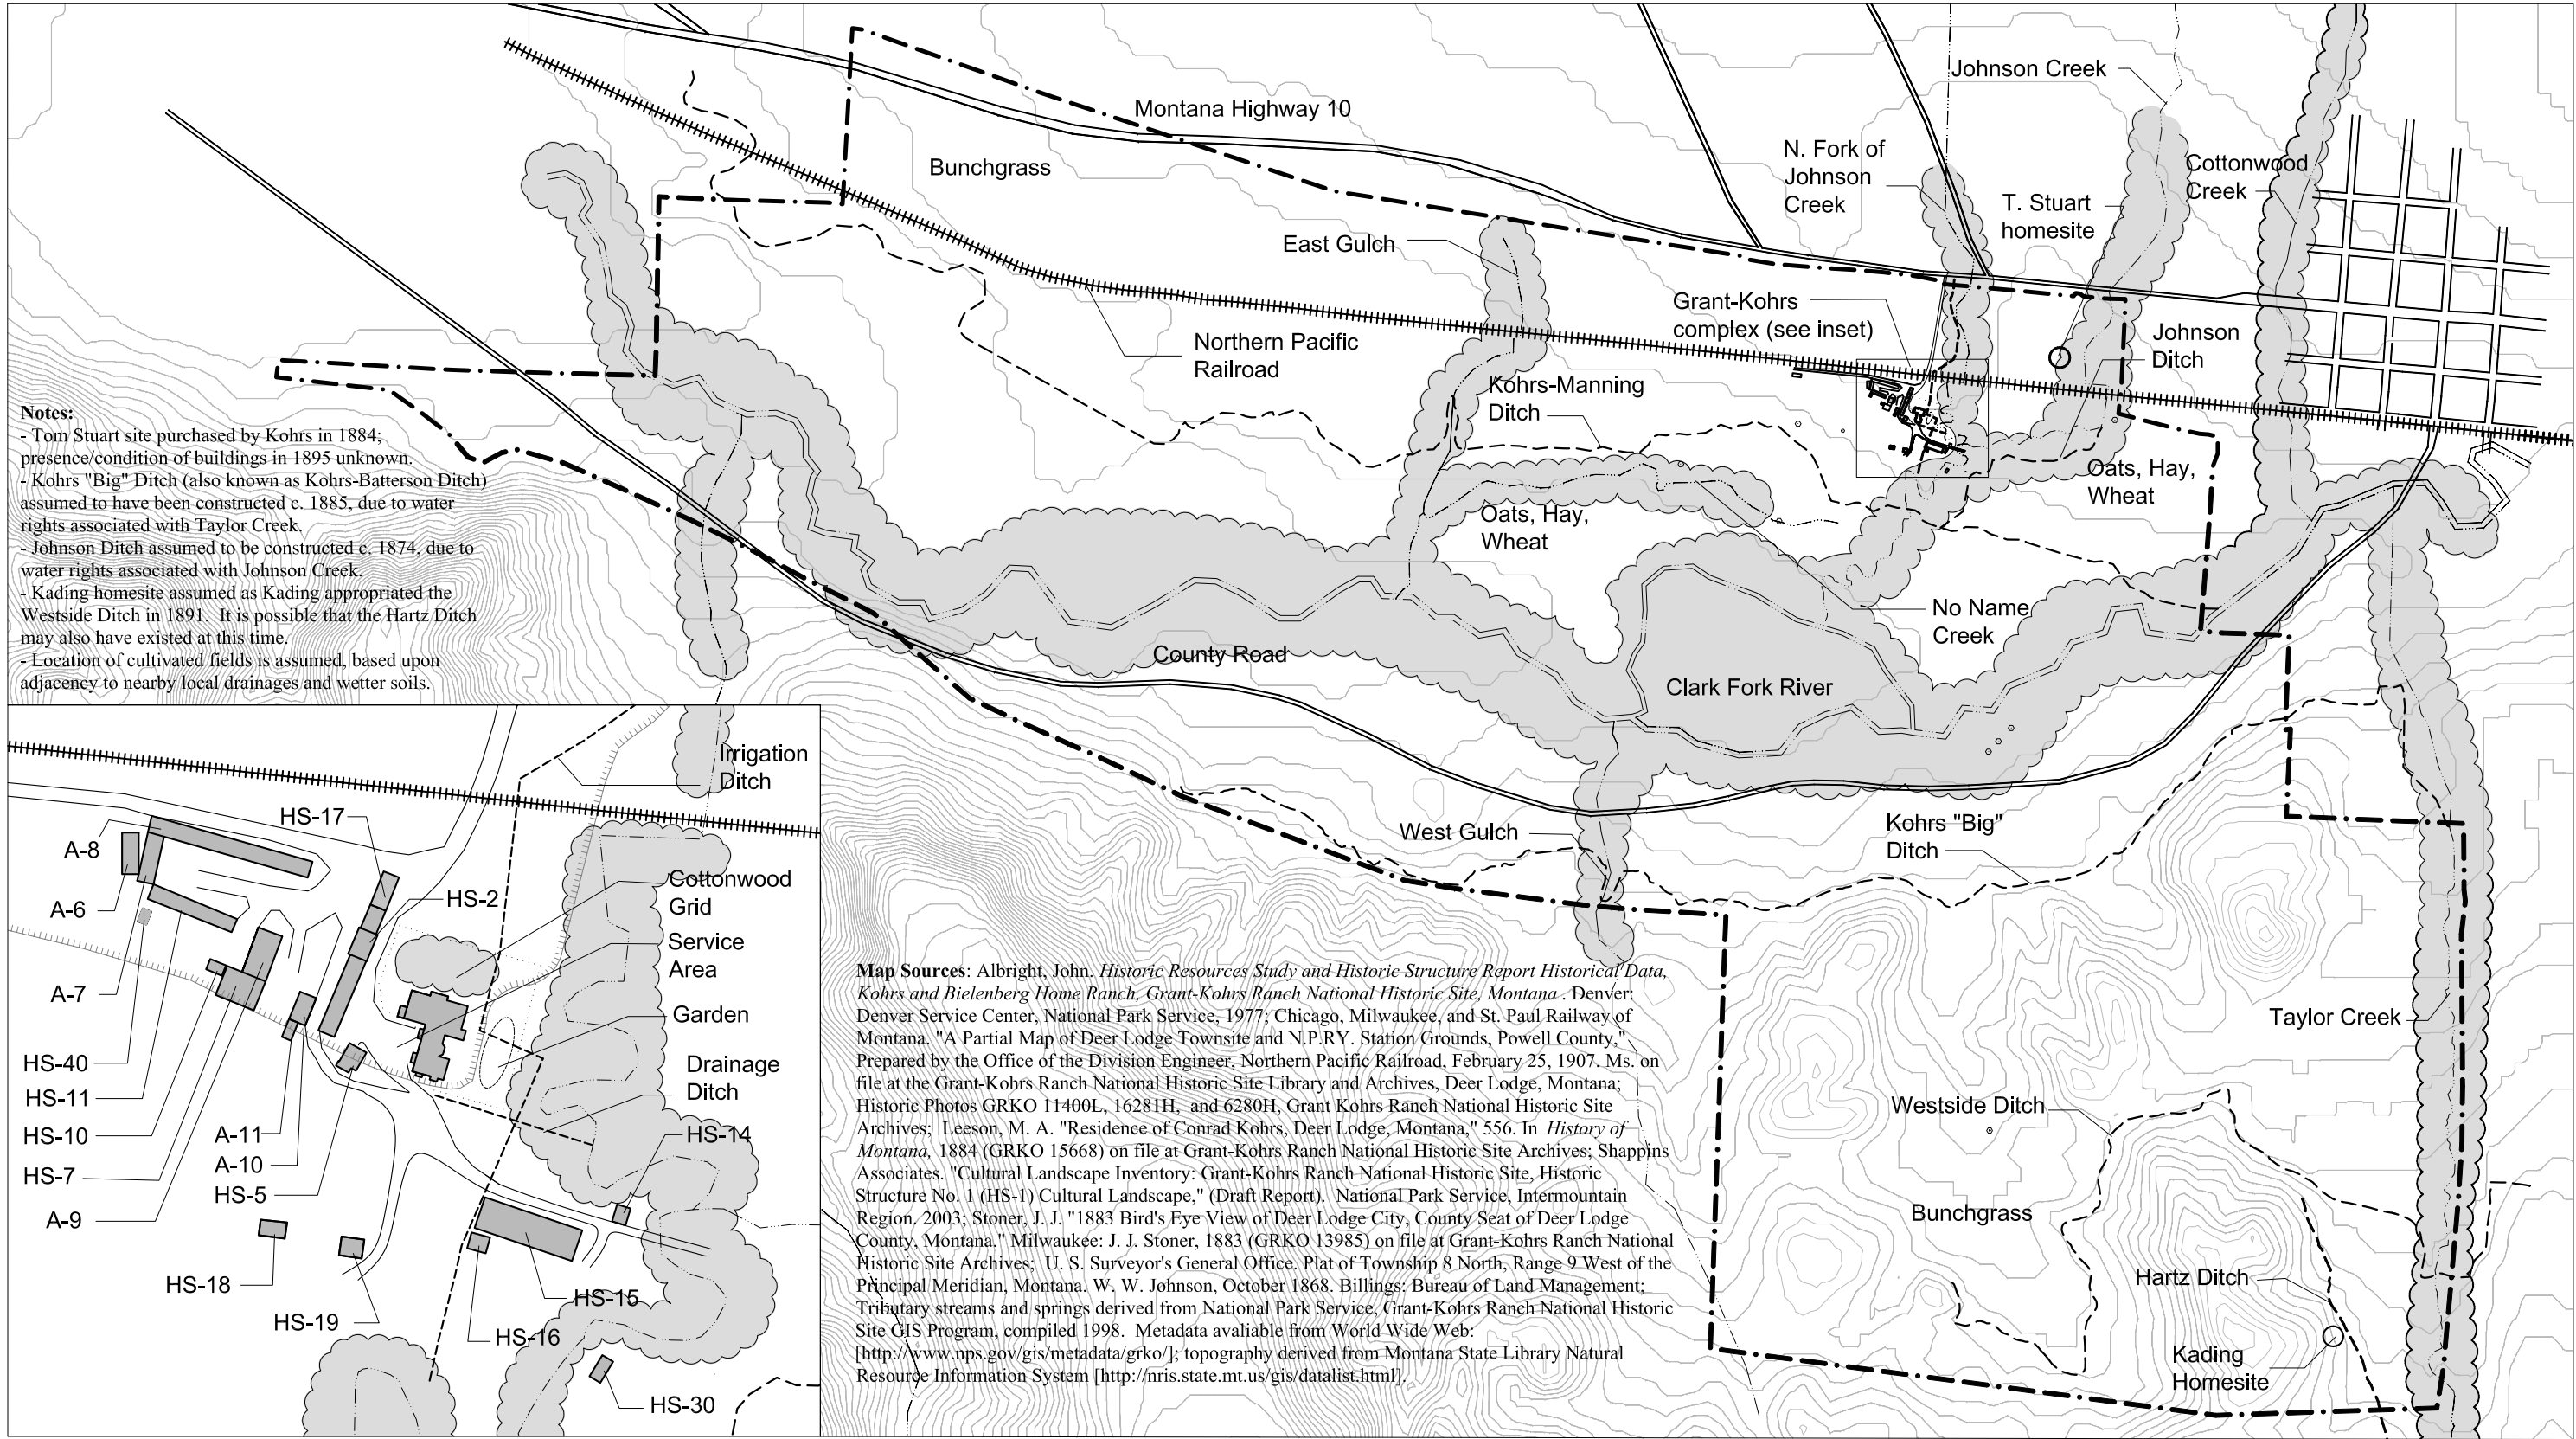 Montana Highway 10
Johnson Creek
Bunchgrass
N. Fork of
Johnson
Creek
Cottonwood
Creek
T. Stuart
homesite
East Gulch
Grant-Kohrs
complex (see inset)
Northern Pacific
Railroad
Johnson
Ditch
Kohrs-Manning
Ditch
Oats, Hay,
Wheat
Oats, Hay,
Wheat
No Name
Creek
County Road
Clark Fork River
West Gulch
Kohrs "Big"
Ditch
Taylor Creek
Westside Ditch
Bunchgrass
Hartz Ditch
Kading
Homesite
Notes:
- Tom Stuart site purchased by Kohrs in 1884;
presence/condition of buildings in 1895 unknown.
- Kohrs "Big" Ditch (also known as Kohrs-Batterson Ditch)
assumed to have been constructed c. 1885, due to water
rights associated with Taylor Creek.
- Johnson Ditch assumed to be constructed c. 1874, due to
water rights associated with Johnson Creek.
- Kading homesite assumed as Kading appropriated the
Westside Ditch in 1891. It is possible that the Hartz Ditch
may also have existed at this time.
- Location of cultivated fields is assumed, based upon
adjacency to nearby local drainages and wetter soils.
Irrigation
Ditch
HS-17
A-8
HS-2
Cottonwood
Grid
A-6
Service
Area
A-7
Garden
HS-40
Drainage
Ditch
HS-11
HS-10
A-11
HS-14
A-10
HS-7
HS-5
A-9
HS-18
HS-15
HS-19
HS-16
HS-30
Map Sources: Albright, John. Historic Resources Study and Historic Structure Report Historical Data,
Kohrs and Bielenberg Home Ranch, Grant-Kohrs Ranch National Historic Site, Montana . Denver:
Denver Service Center, National Park Service, 1977; Chicago, Milwaukee, and St. Paul Railway of
Montana. "A Partial Map of Deer Lodge Townsite and N.P.RY. Station Grounds, Powell County,"
Prepared by the Office of the Division Engineer, Northern Pacific Railroad, February 25, 1907. Ms. on
file at the Grant-Kohrs Ranch National Historic Site Library and Archives, Deer Lodge, Montana;
Historic Photos GRKO 11400L, 16281H, and 6280H, Grant Kohrs Ranch National Historic Site
Archives; Leeson, M. A. "Residence of Conrad Kohrs, Deer Lodge, Montana," 556. In History of
Montana, 1884 (GRKO 15668) on file at Grant-Kohrs Ranch National Historic Site Archives; Shappins
Associates. "Cultural Landscape Inventory: Grant-Kohrs Ranch National Historic Site, Historic
Structure No. 1 (HS-1) Cultural Landscape," (Draft Report). National Park Service, Intermountain
Region. 2003; Stoner, J. J. "1883 Bird's Eye View of Deer Lodge City, County Seat of Deer Lodge
County, Montana." Milwaukee: J. J. Stoner, 1883 (GRKO 13985) on file at Grant-Kohrs Ranch National
Historic Site Archives; U. S. Surveyor's General Office. Plat of Township 8 North, Range 9 West of the
Principal Meridian, Montana. W. W. Johnson, October 1868. Billings: Bureau of Land Management;
Tributary streams and springs derived from National Park Service, Grant-Kohrs Ranch National Historic
Site GIS Program, compiled 1998. Metadata avaliable from World Wide Web:
[http://www.nps.gov/gis/metadata/grko/]; topography derived from Montana State Library Natural
Resource Information System [http://nris.state.mt.us/gis/datalist.html].